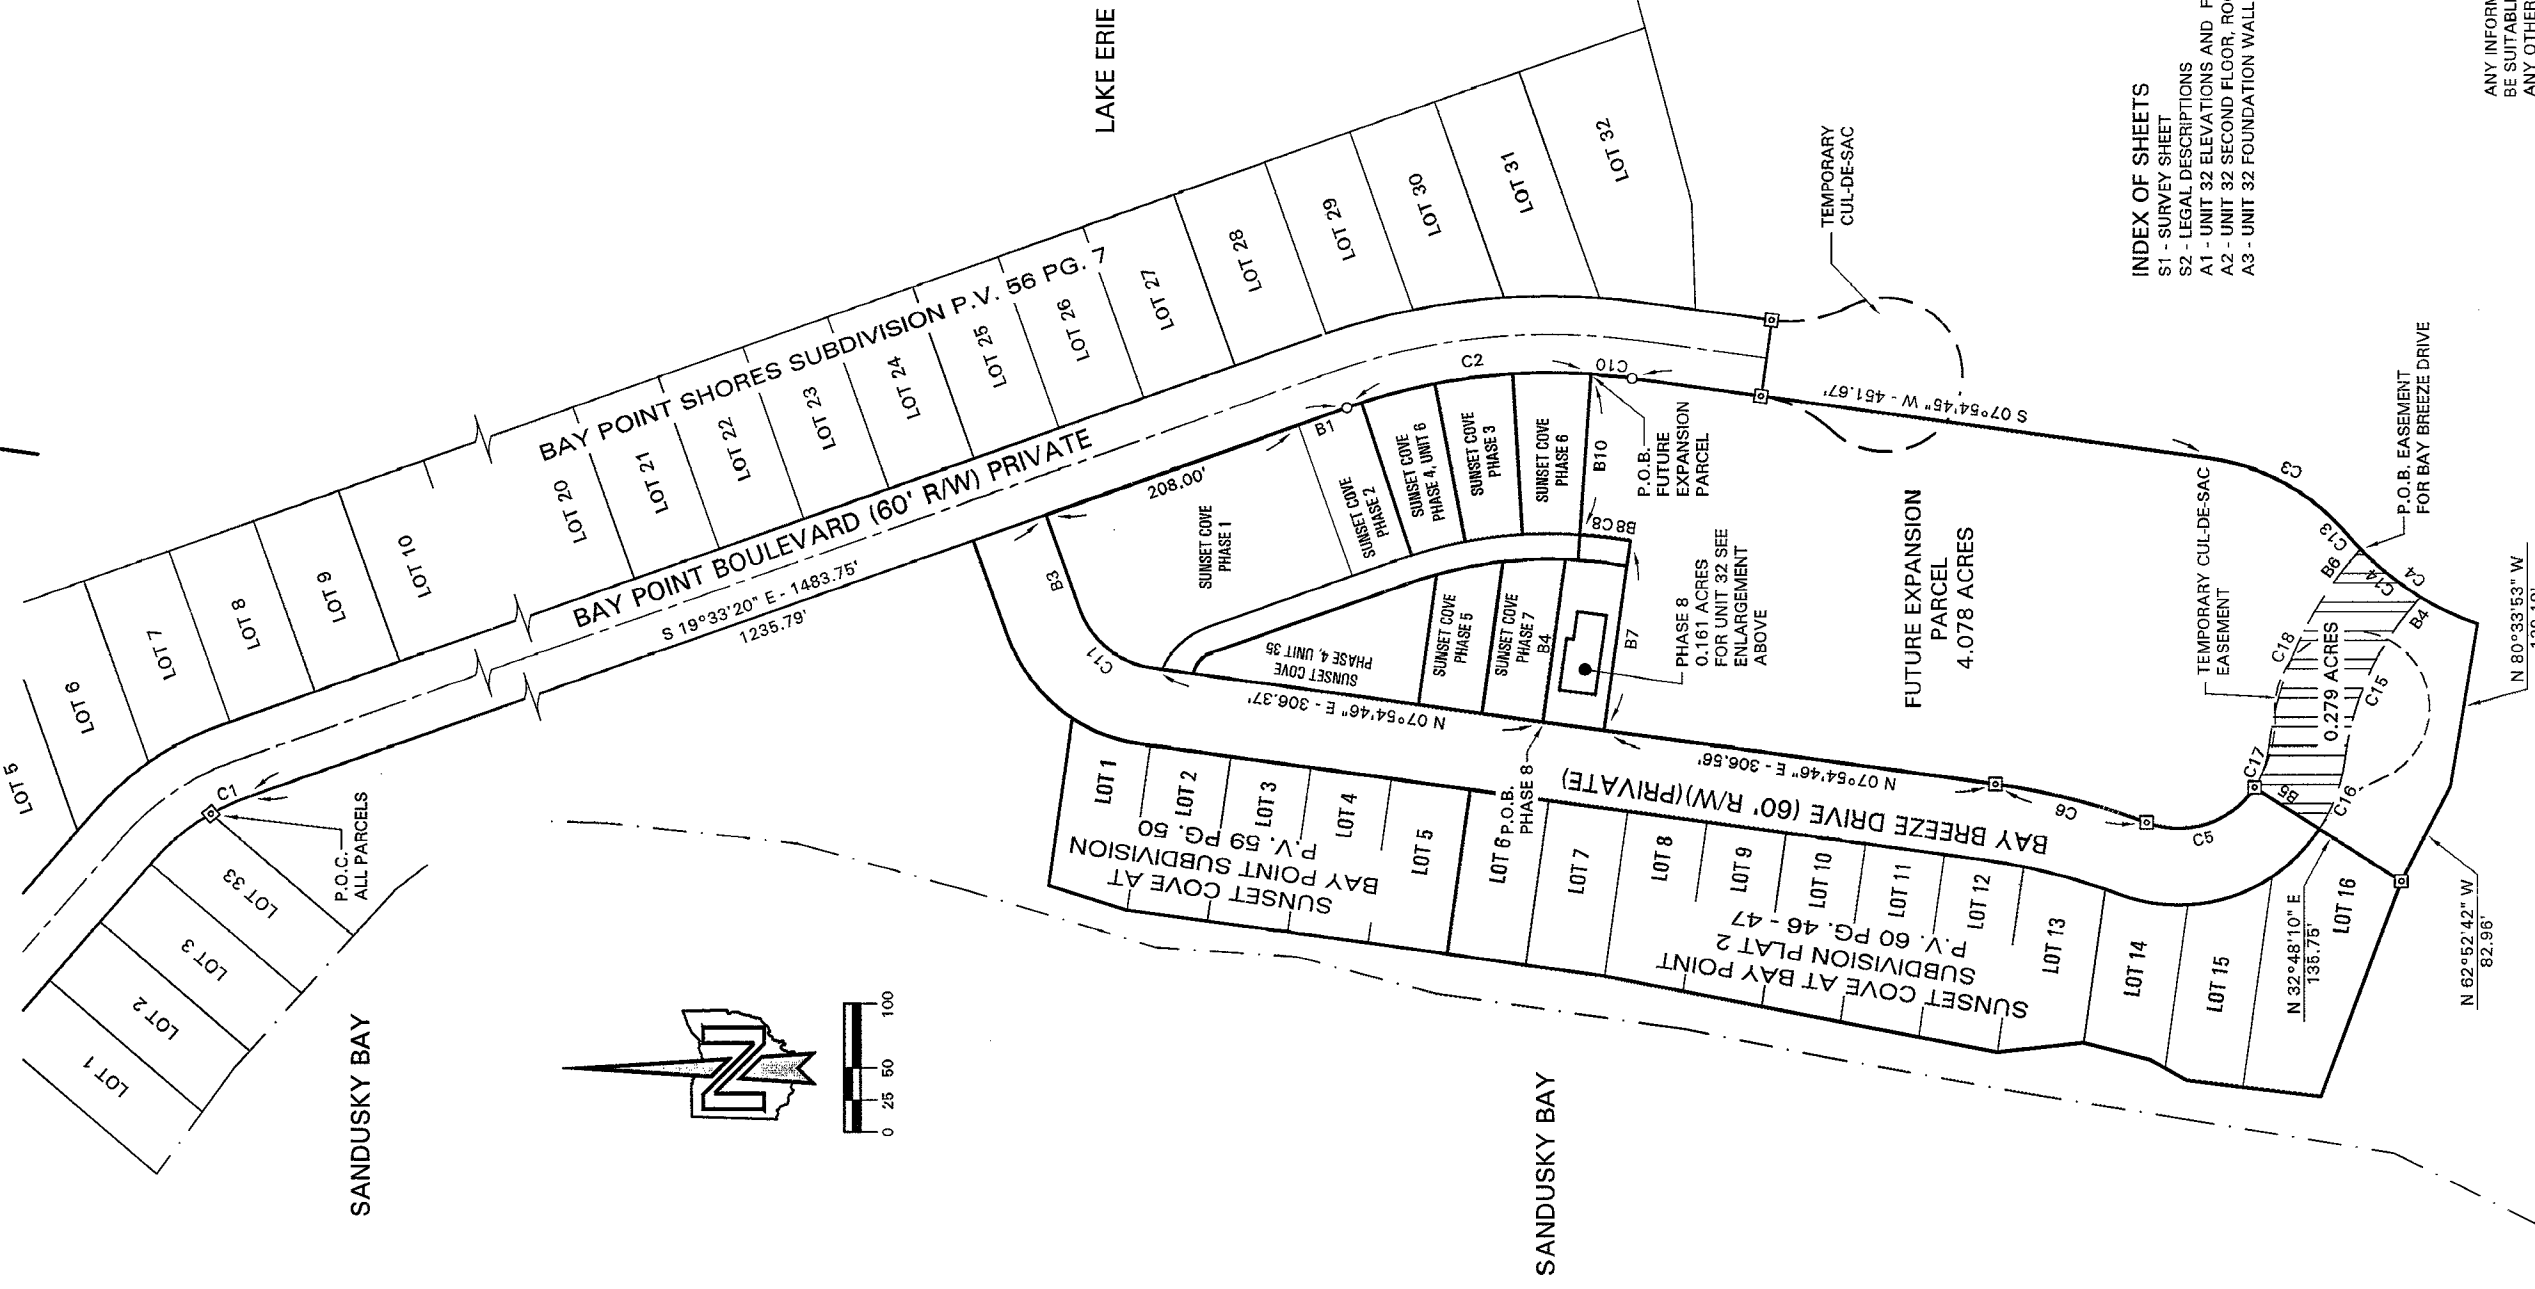 LAKE ERIE
LOT 5
LOT 6
LOT 7
LOT 8
LOT 9
LOT 10
LOT 20
LOT 21
LOT 22
LOT 23
LOT 24
LOT 25
LOT 26
LOT 27
LOT 28
LOT 29
LOT 30
LOT 31
LOT 32
BAY POINT SHORES SUBDIVISION P.V. 56 PG. 7
BAY POINT BOULEVARD (60' R/W) PRIVATE
S 19°33'20" E - 1483.75'
1235.79'
208.00'
C1
P.O.C.
ALL PARCELS
LOT 33
LOT 3
LOT 2
LOT 1
SANDUSKY BAY
0 25 50 100
N
SANDUSKY BAY
B3
C11
B1
C2
C10
SUNSET COVE
PHASE 1
SUNSET COVE
PHASE 2
SUNSET COVE
PHASE 4, UNIT 6
SUNSET COVE
PHASE 3
SUNSET COVE
PHASE 6
B10
B8 C8
P.O.B.
FUTURE
EXPANSION
PARCEL
SUNSET COVE
PHASE 4, UNIT 35
SUNSET COVE
PHASE 5
SUNSET COVE
PHASE 7
B4
B7
PHASE 8
0.161 ACRES
FOR UNIT 32 SEE
ENLARGEMENT
ABOVE
N 07°54'46" E - 306.37'
P.O.B.
PHASE 8
N 07°54'46" E - 306.56'
BAY BREEZE DRIVE (60' R/W)(PRIVATE)
LOT 1
LOT 2
LOT 3
LOT 4
LOT 5
SUNSET COVE AT
BAY POINT SUBDIVISION
P.V. 59 PG. 50
LOT 6
LOT 7
LOT 8
LOT 9
LOT 10
LOT 11
LOT 12
LOT 13
LOT 14
LOT 15
LOT 16
SUNSET COVE AT BAY POINT
SUBDIVISION PLAT 2
P.V. 60 PG. 46 - 47
TEMPORARY
CUL-DE-SAC
S 07°54'45" W - 451.67'
FUTURE EXPANSION
PARCEL
4.078 ACRES
C3
C13
B6
C14
C4
B4
C18
C15
0.279 ACRES
C17
B5
C16
C6
C5
TEMPORARY CUL-DE-SAC
EASEMENT
P.O.B. EASEMENT
FOR BAY BREEZE DRIVE
N 80°33'53" W
N 62°52'42" W
82.96'
N 32°48'10" E
135.75'
INDEX OF SHEETS
S1 - SURVEY SHEET
S2 - LEGAL DESCRIPTIONS
A1 - UNIT 32 ELEVATIONS AND
A2 - UNIT 32 SECOND FLOOR,
A3 - UNIT 32 FOUNDATION WALL
ANY
BE
ANY OTHER